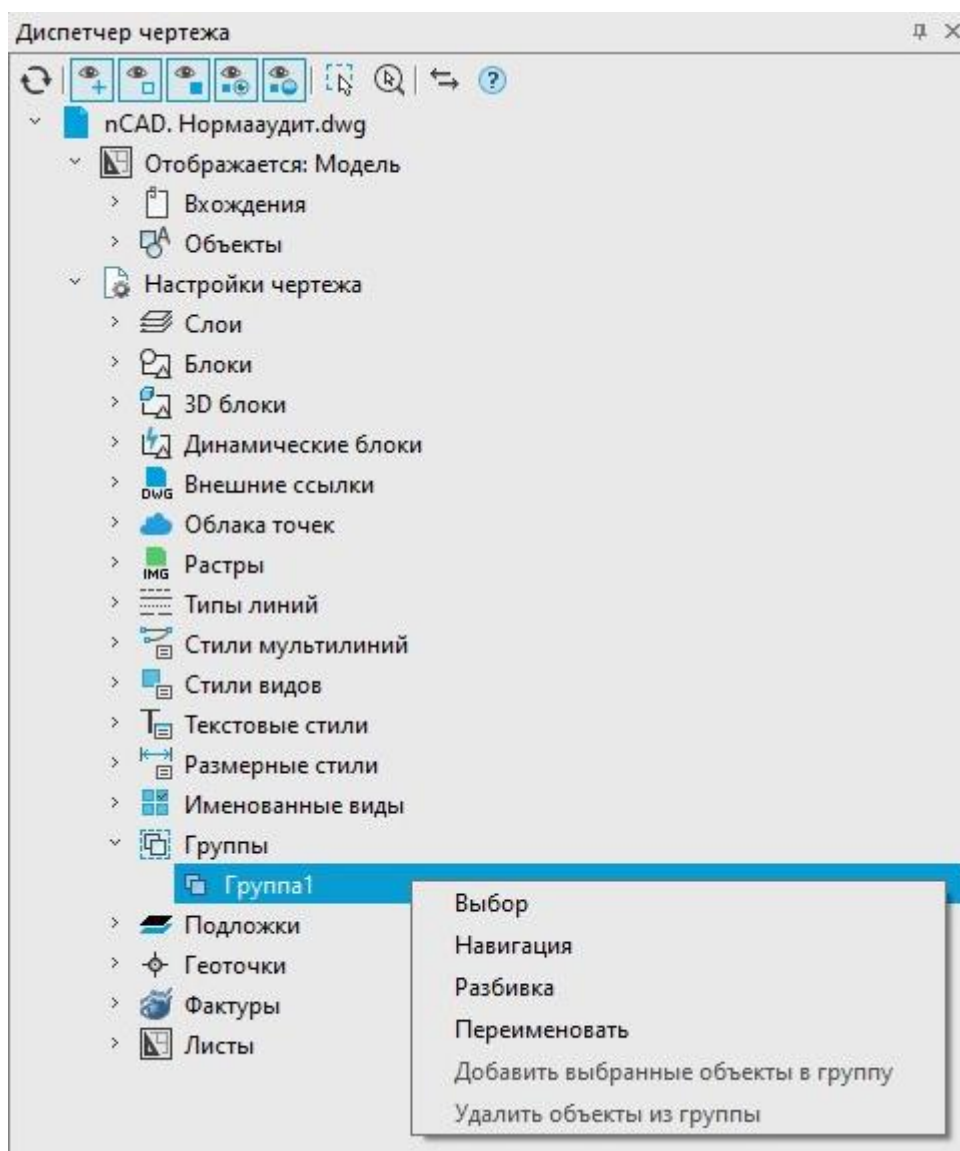 Диспетчер чертежа
nCAD. Нормааудит.dwg
Отображается: Модель
Вхождения
Объекты
Настройки чертежа
Слои
Блоки
3D блоки
Динамические блоки
DWG Внешние ссылки
Облака точек
IMG Растры
Типы линий
Стили мультилиний
Стили видов
Текстовые стили
Размерные стили
Именованные виды
Группы
Группа1
Выбор
Подложки
Навигация
Геоточки
Разбивка
Фактуры
Переименовать
Листы
Добавить выбранные объекты в группу
Удалить объекты из группы